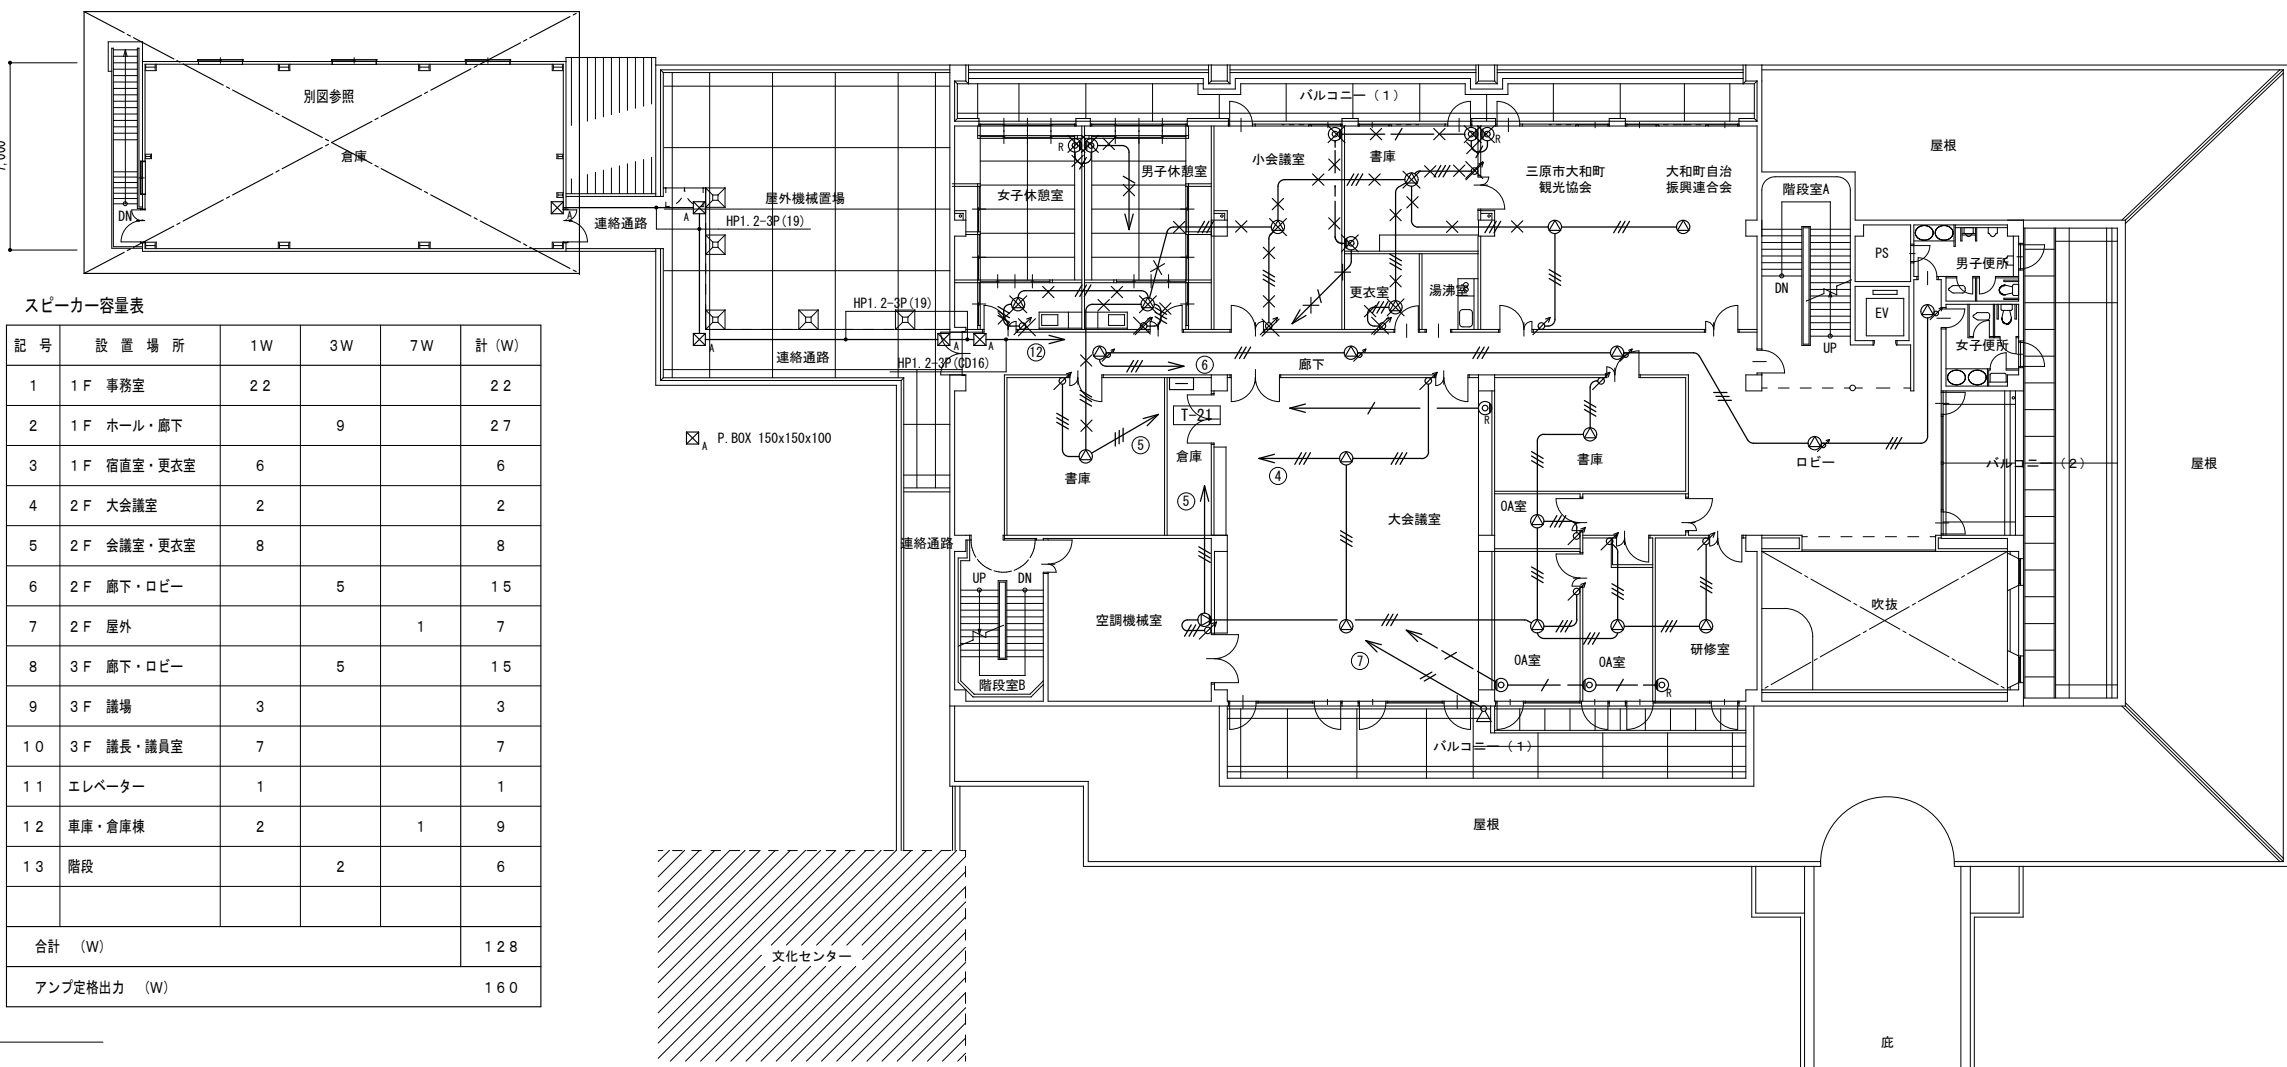 別図参照
倉庫
7,000
DN
連絡通路
屋外機械置場
HP1.2-3P(19)
A
A
HP1.2-3P(19)
連絡通路
HP1.2-3P(CD16)
A
A
A
⑫
A P.BOX 150x150x100
スピーカー容量表
記 号 設 置 場 所 1W 3W 7W 計 (W)
1 1F 事務室 22 22
2 1F ホール・廊下 9 27
3 1F 宿直室・更衣室 6 6
4 2F 大会議室 2 2
5 2F 会議室・更衣室 8 8
6 2F 廊下・ロビー 5 15
7 2F 屋外 1 7
8 3F 廊下・ロビー 5 15
9 3F 議場 3 3
10 3F 議長・議員室 7 7
11 エレベーター 1 1
12 車庫・倉庫棟 2 1 9
13 階段 2 6
合計 (W) 128
アンプ定格出力 (W) 160
バルコニー(1)
女子休憩室
男子休憩室
R
小会議室
書庫
R
三原市大和町
観光協会
大和町自治
振興連合会
更衣室
湯沸室
階段室A
DN
UP
PS
EV
男子便所
女子便所
屋根
⑥
廊下
書庫
⑤
T-21
倉庫
⑤
④
R
大会議室
書庫
OA室
ロビー
バルコニー(2)
屋根
連絡通路
UP
DN
階段室B
空調機械室
⑦
OA室
OA室
R
研修室
吹抜
バルコニー(1)
屋根
文化センター
庇